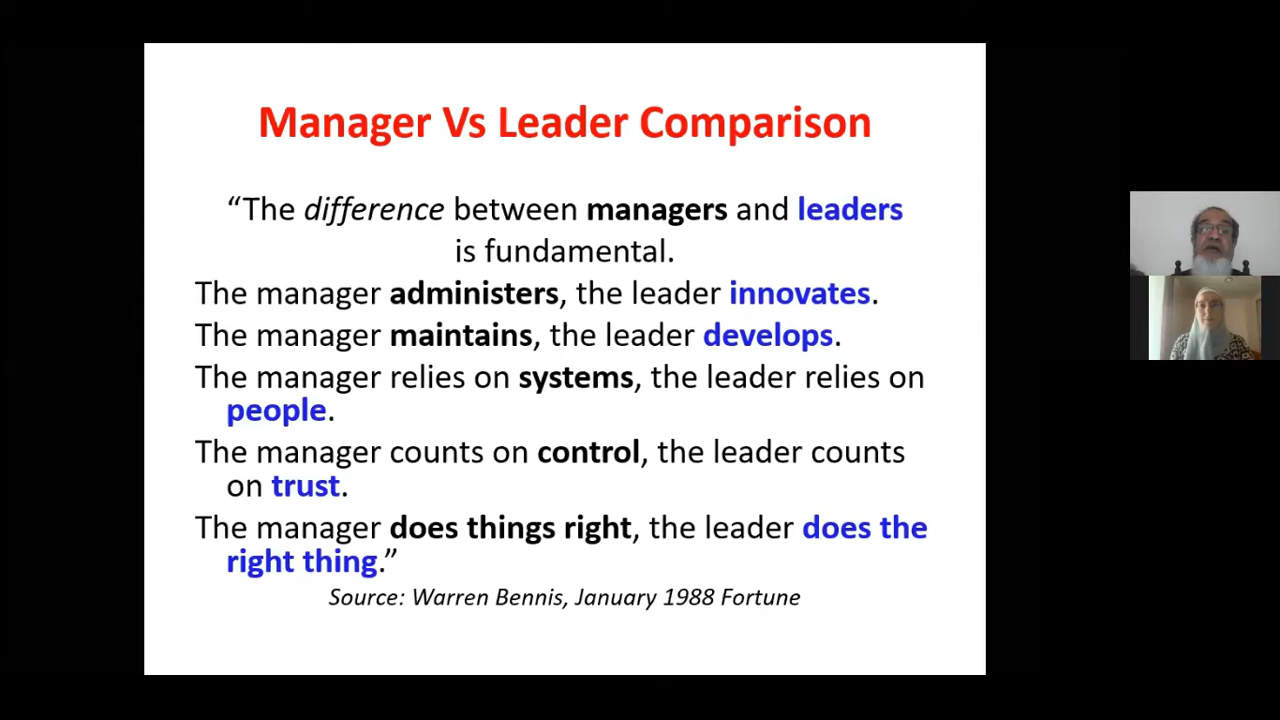 Manager Vs Leader Comparison
“The difference between managers and leaders
is fundamental.
The manager administers, the leader innovates.
The manager maintains, the leader develops.
The manager relies on systems, the leader relies on
people.
The manager counts on control, the leader counts
on trust.
The manager does things right, the leader does the
right thing.”
Source: Warren Bennis, January 1988 Fortune